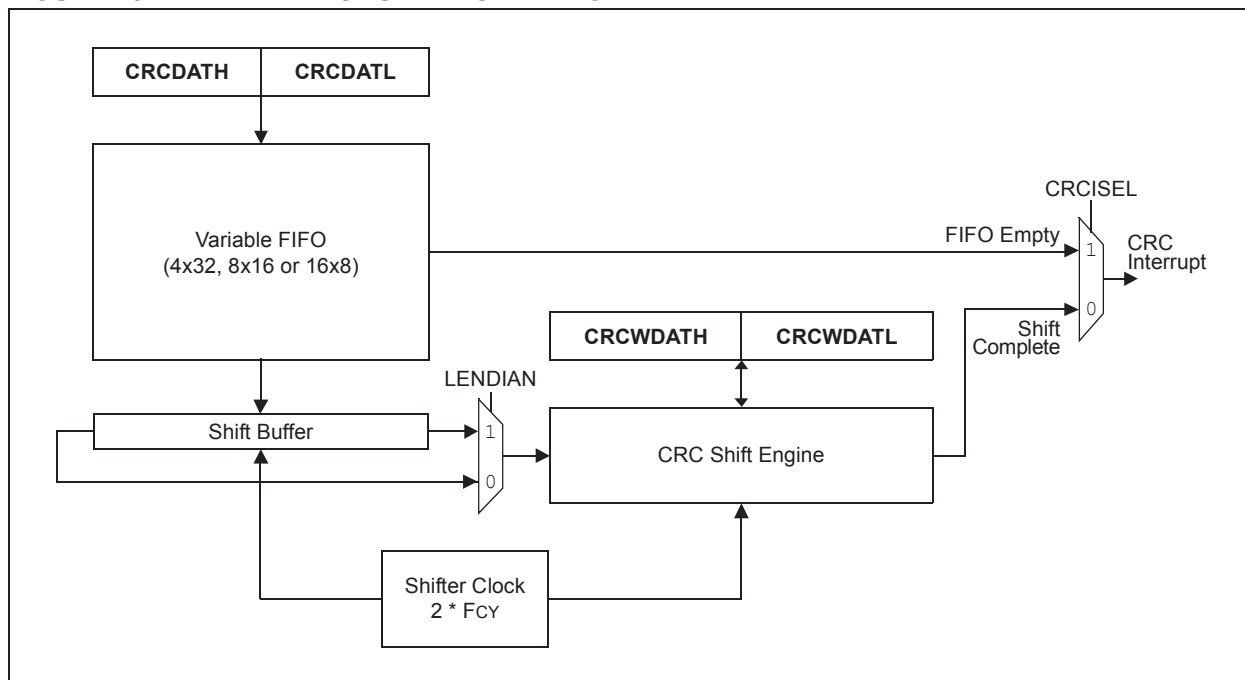 CRCDATH
CRCDATL
Variable FIFO
(4x32, 8x16 or 16x8)
CRCISEL
FIFO Empty
1
CRC
Interrupt
0
Shift
Complete
CRCWDATH
CRCWDATL
LENDIAN
Shift Buffer
1
0
CRC Shift Engine
Shifter Clock
2 * FCY